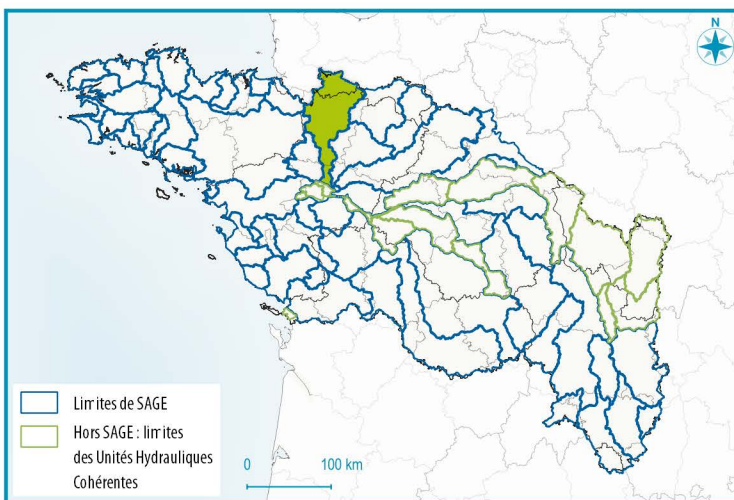 N
Limites de SAGE
Hors SAGE : limites
des Unités Hydrauliques
Cohérentes
0 100 km